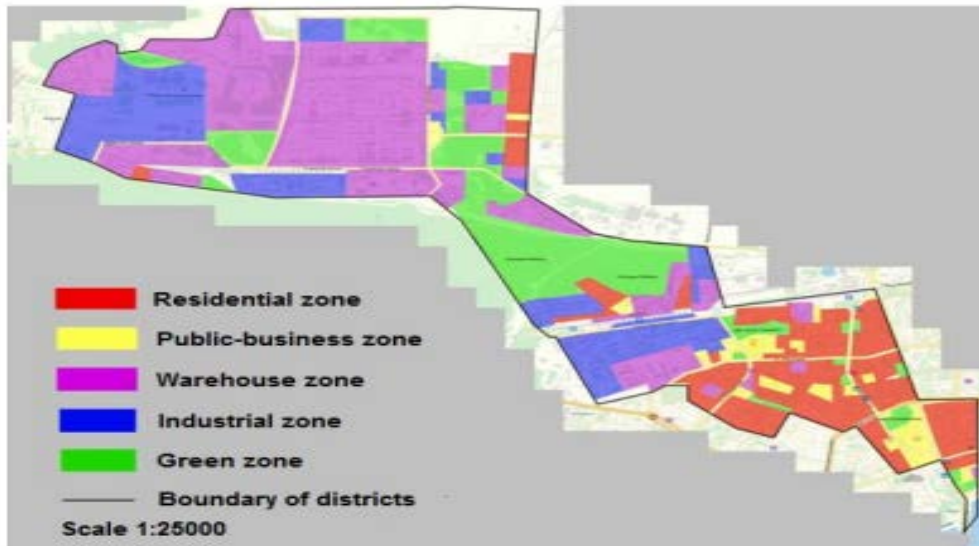 Residential zone
Public-business zone
Warehouse zone
Industrial zone
Green zone
Boundary of districts
Scale 1:25000